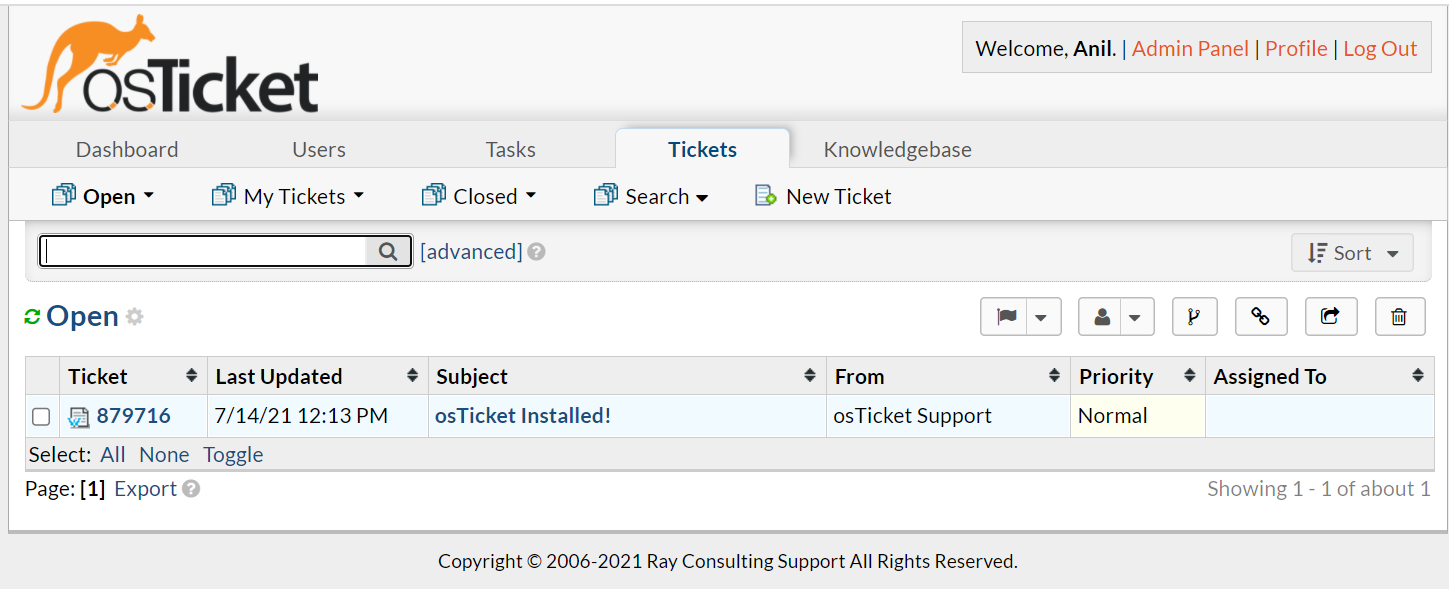 osTicket
Welcome, Anil. | Admin Panel | Profile | Log Out
Dashboard Users Tasks Tickets Knowledgebase
Open My Tickets Closed Search New Ticket
[advanced] ? Sort
Open
Ticket Last Updated Subject From Priority Assigned To
879716 7/14/21 12:13 PM osTicket Installed! osTicket Support Normal
Select: All None Toggle
Page: [1] Export ? Showing 1 - 1 of about 1
Copyright © 2006-2021 Ray Consulting Support All Rights Reserved.